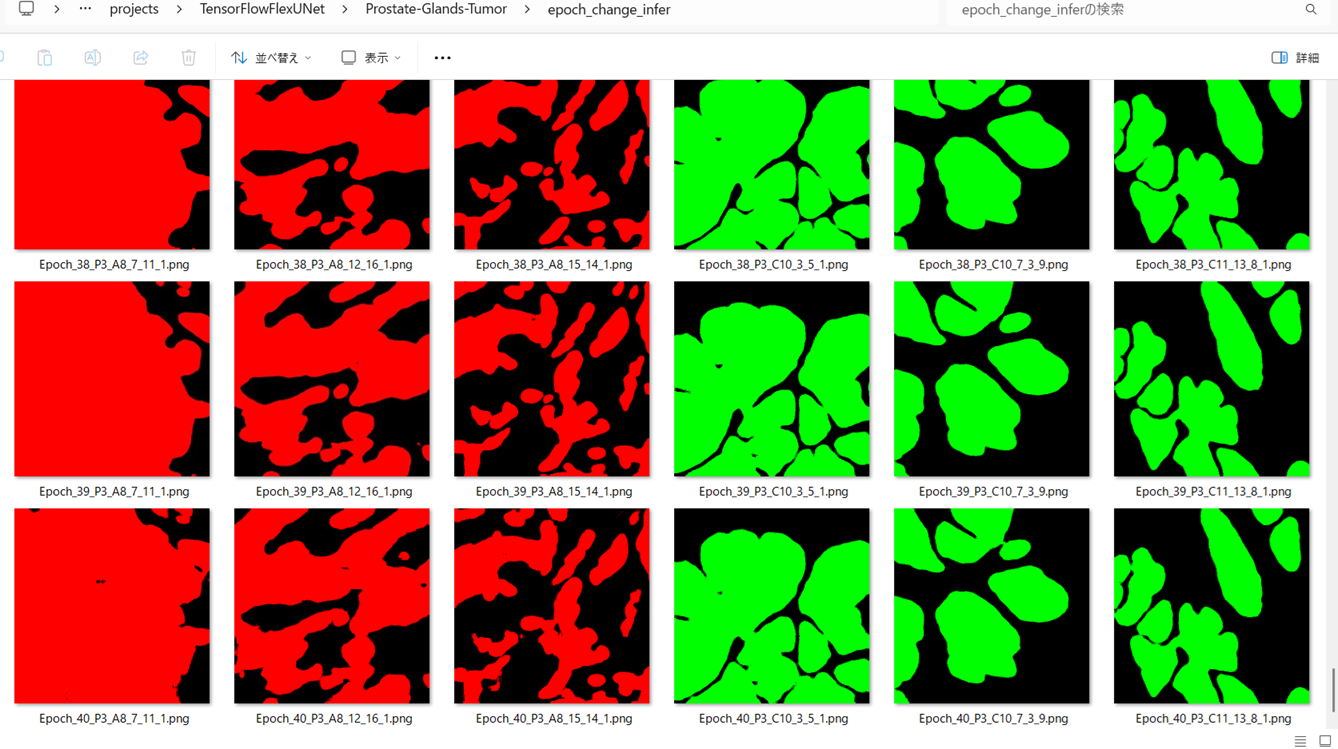 projects > TensorFlowFlexUNet > Prostate-Glands-Tumor > epoch_change_infer
epoch_change_inferの検索
並べ替え
表示
詳細
Epoch_38_P3_A8_7_11_1.png
Epoch_38_P3_A8_12_16_1.png
Epoch_38_P3_A8_15_14_1.png
Epoch_38_P3_C10_3_5_1.png
Epoch_38_P3_C10_7_3_9.png
Epoch_38_P3_C11_13_8_1.png
Epoch_39_P3_A8_7_11_1.png
Epoch_39_P3_A8_12_16_1.png
Epoch_39_P3_A8_15_14_1.png
Epoch_39_P3_C10_3_5_1.png
Epoch_39_P3_C10_7_3_9.png
Epoch_39_P3_C11_13_8_1.png
Epoch_40_P3_A8_7_11_1.png
Epoch_40_P3_A8_12_16_1.png
Epoch_40_P3_A8_15_14_1.png
Epoch_40_P3_C10_3_5_1.png
Epoch_40_P3_C10_7_3_9.png
Epoch_40_P3_C11_13_8_1.png